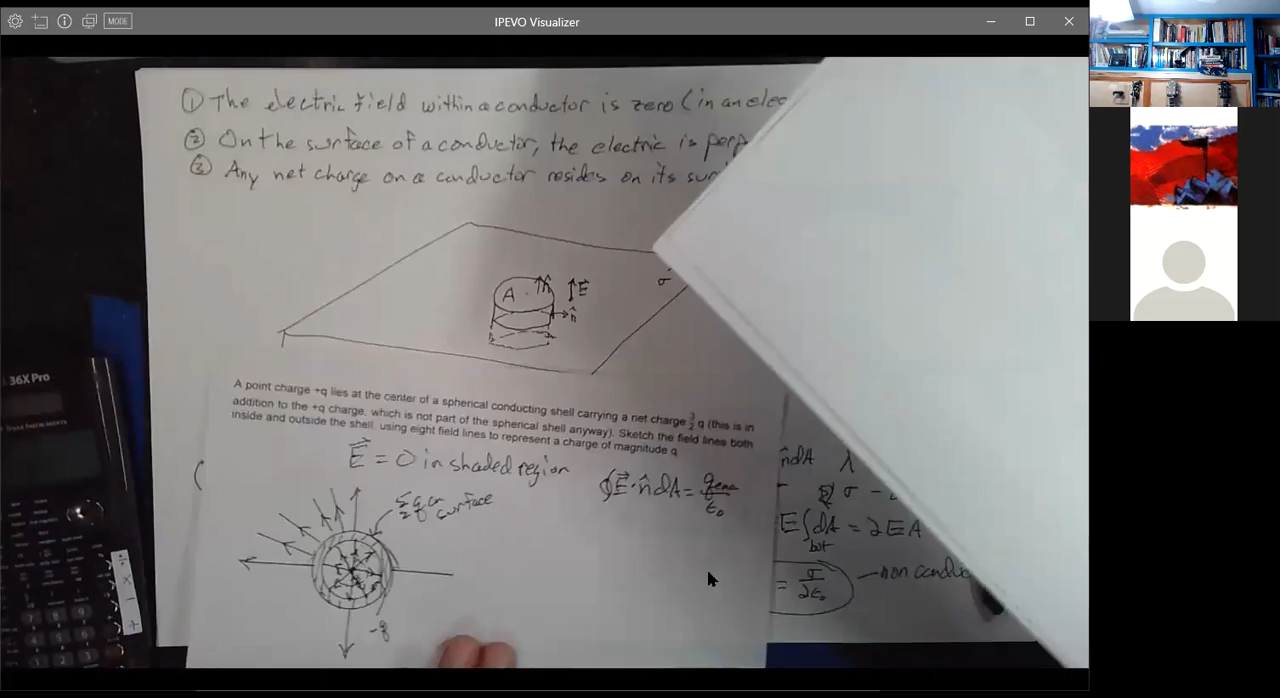 IPEVO Visualizer
MODE
① The electric field within a conductor is zero (in an elec
② On the surface of a conductor, the electric is perp
③ Any net charge on a conductor resides on its sur
A n̂ E⃗
n̂
σ
36X Pro
A point charge +q lies at the center of a spherical conducting shell carrying a net charge 3/2 q (this is in
addition to the +q charge, which is not part of the spherical shell anyway). Sketch the field lines both
inside and outside the shell, using eight field lines to represent a charge of magnitude q
E⃗ = 0 in shaded region
∮E⃗·n̂dA = qenc/ε₀
5/2 q on
surface
-q
n̂dA λ
σ
E∫dA = 2EA
bot
= σ/2ε₀ — non conduc